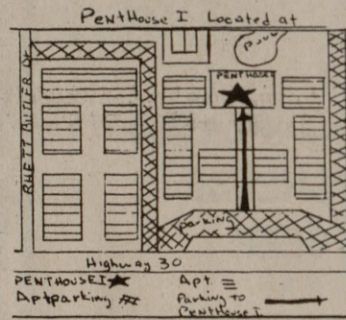 PENTHOUSE I Located at
POOL
PENTHOUSE
RHETT BUTLER DR
parking
Highway 30
PENTHOUSE I
Apt parking
Apt.
Parking to
Penthouse I